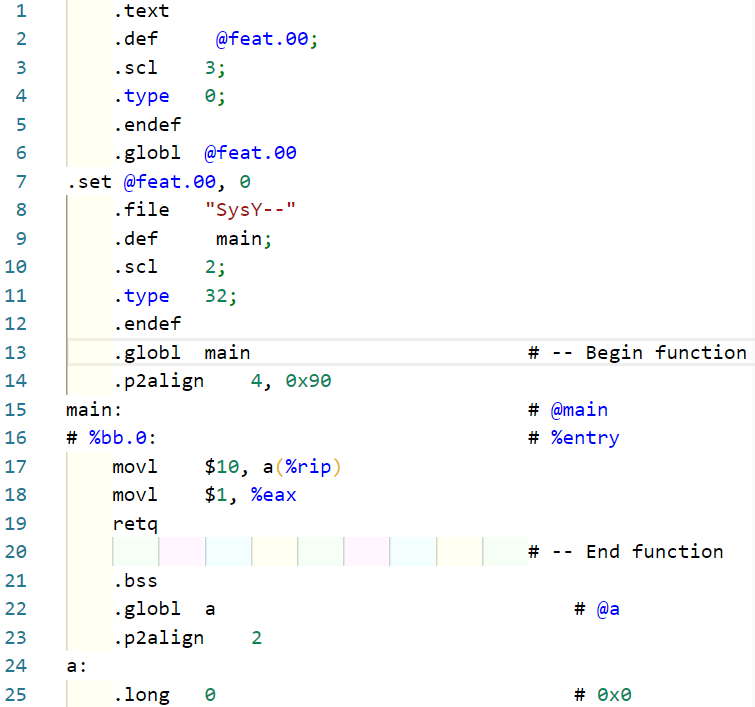 1 .text
2 .def @feat.00;
3 .scl 3;
4 .type 0;
5 .endef
6 .globl @feat.00
7 .set @feat.00, 0
8 .file "SysY--"
9 .def main;
10 .scl 2;
11 .type 32;
12 .endef
13 .globl main # -- Begin function
14 .p2align 4, 0x90
15 main: # @main
16 # %bb.0: # %entry
17 movl $10, a(%rip)
18 movl $1, %eax
19 retq
20 # -- End function
21 .bss
22 .globl a # @a
23 .p2align 2
24 a:
25 .long 0 # 0x0